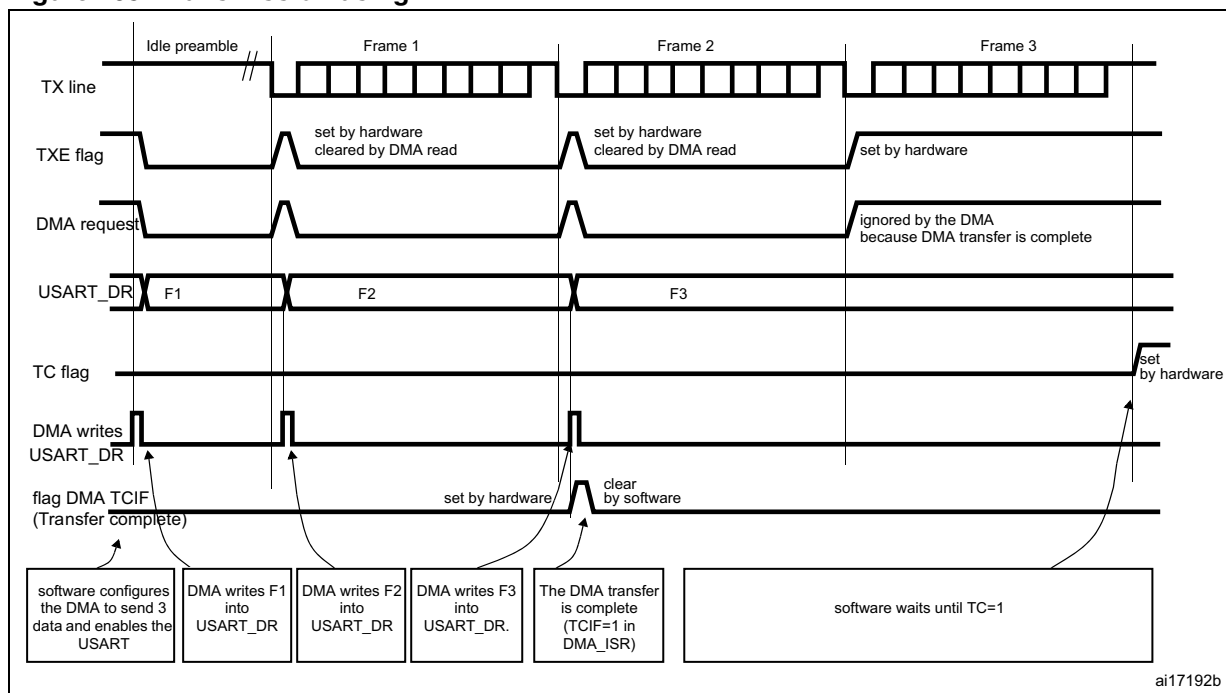 Idle preamble
Frame 1
Frame 2
Frame 3
TX line
TXE flag
set by hardware
cleared by DMA read
set by hardware
cleared by DMA read
set by hardware
DMA request
ignored by the DMA
because DMA transfer is complete
USART_DR
F1
F2
F3
TC flag
set
by hardware
DMA writes
USART_DR
flag DMA TCIF
(Transfer complete)
set by hardware
clear
by software
software configures
the DMA to send 3
data and enables the
USART
DMA writes F1
into
USART_DR
DMA writes F2
into
USART_DR
DMA writes F3
into
USART_DR.
The DMA transfer
is complete
(TCIF=1 in
DMA_ISR)
software waits until TC=1
ai17192b